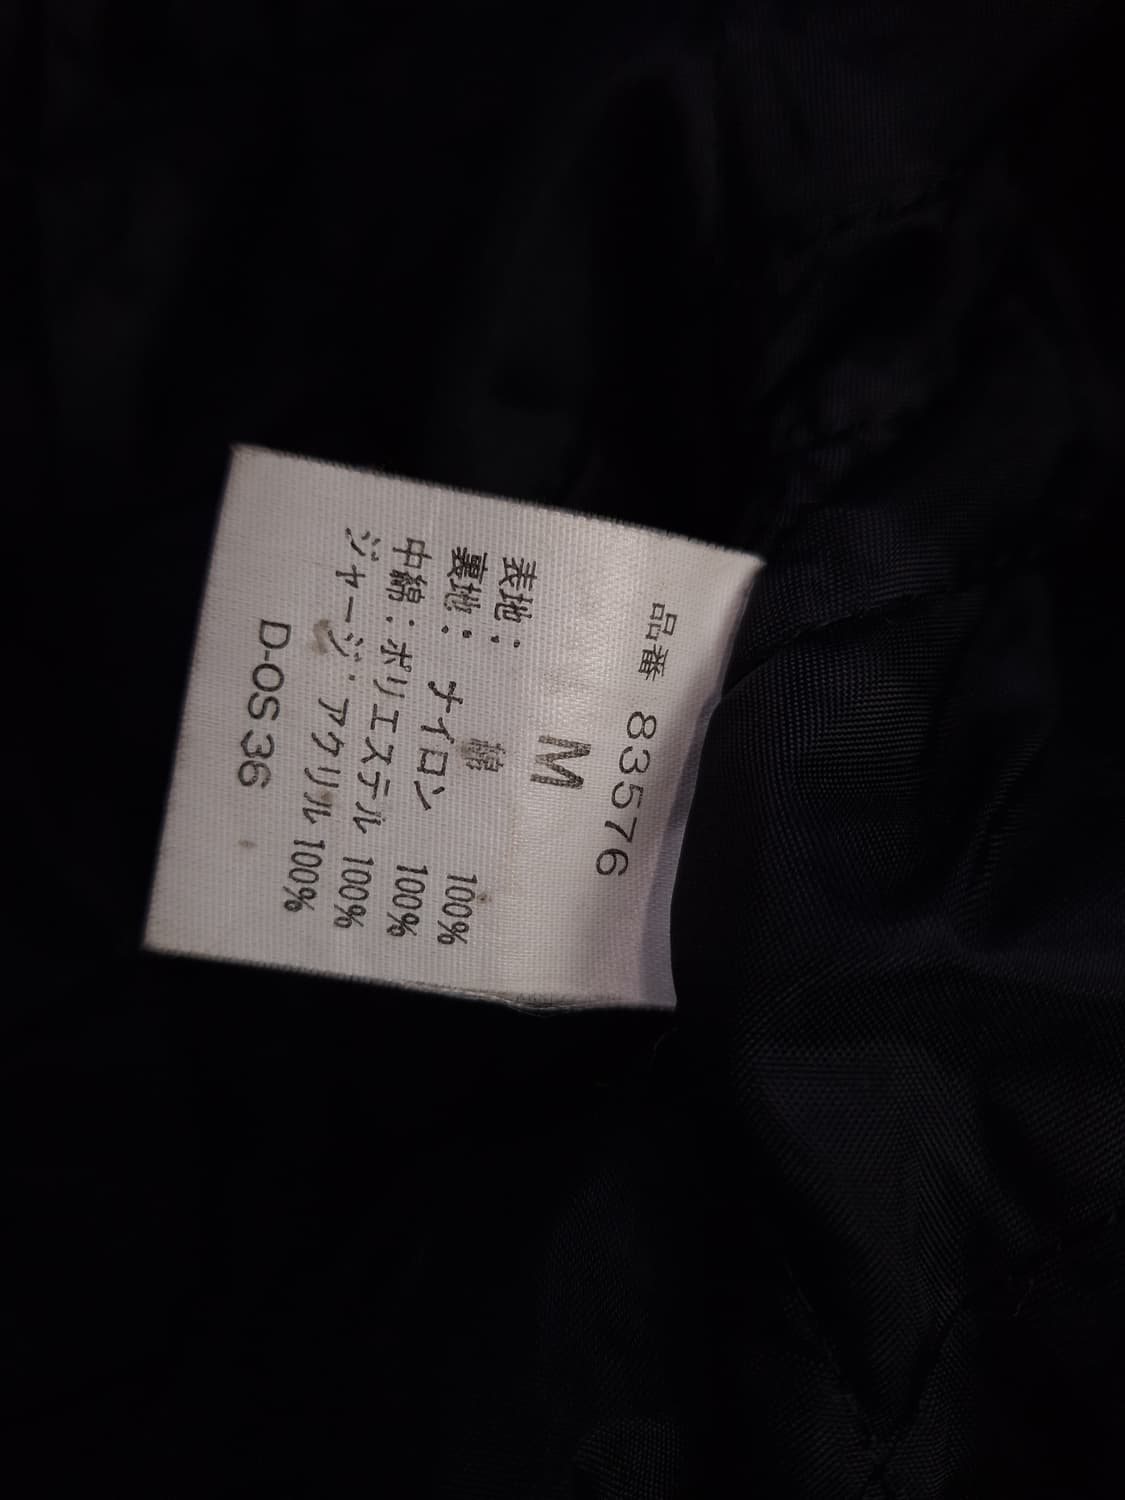 品番 83576
M
表地： 綿 100%
裏地： ナイロン 100%
中綿：ポリエステル 100%
ジャージ：アクリル 100%
D-OS 36